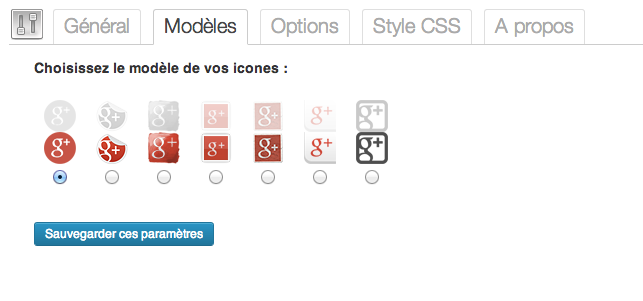 Général Modèles Options Style CSS A propos
Choisissez le modèle de vos icones :
g+ g+ g+ g+ g+ g+ g+
g+ g+ g+ g+ g+ g+ g+
Sauvegarder ces paramètres